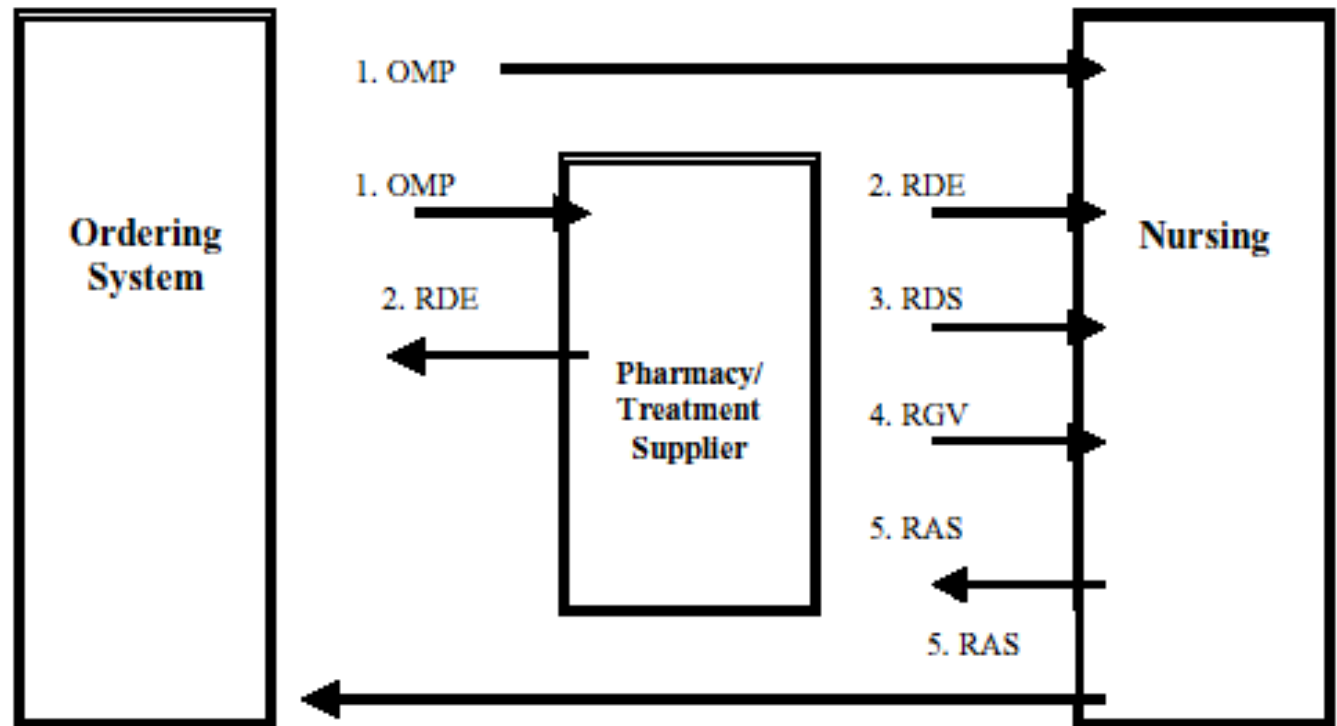 1. OMP
1. OMP
2. RDE
Ordering
System
Nursing
2. RDE
3. RDS
Pharmacy/
Treatment
Supplier
4. RGV
5. RAS
5. RAS